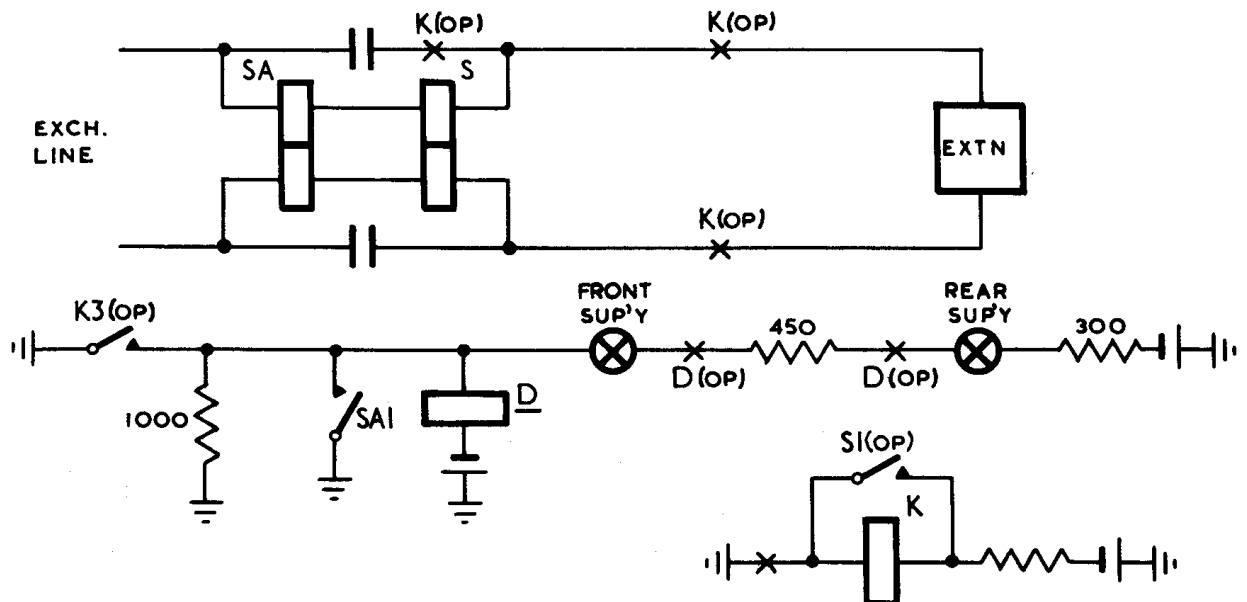 K(OP)
K(OP)
SA
S
EXCH.
LINE
EXTN
K(OP)
K3(OP)
FRONT
SUP'Y
450
REAR
SUP'Y
300
D(OP)
D(OP)
1000
SA1
D
S1(OP)
K